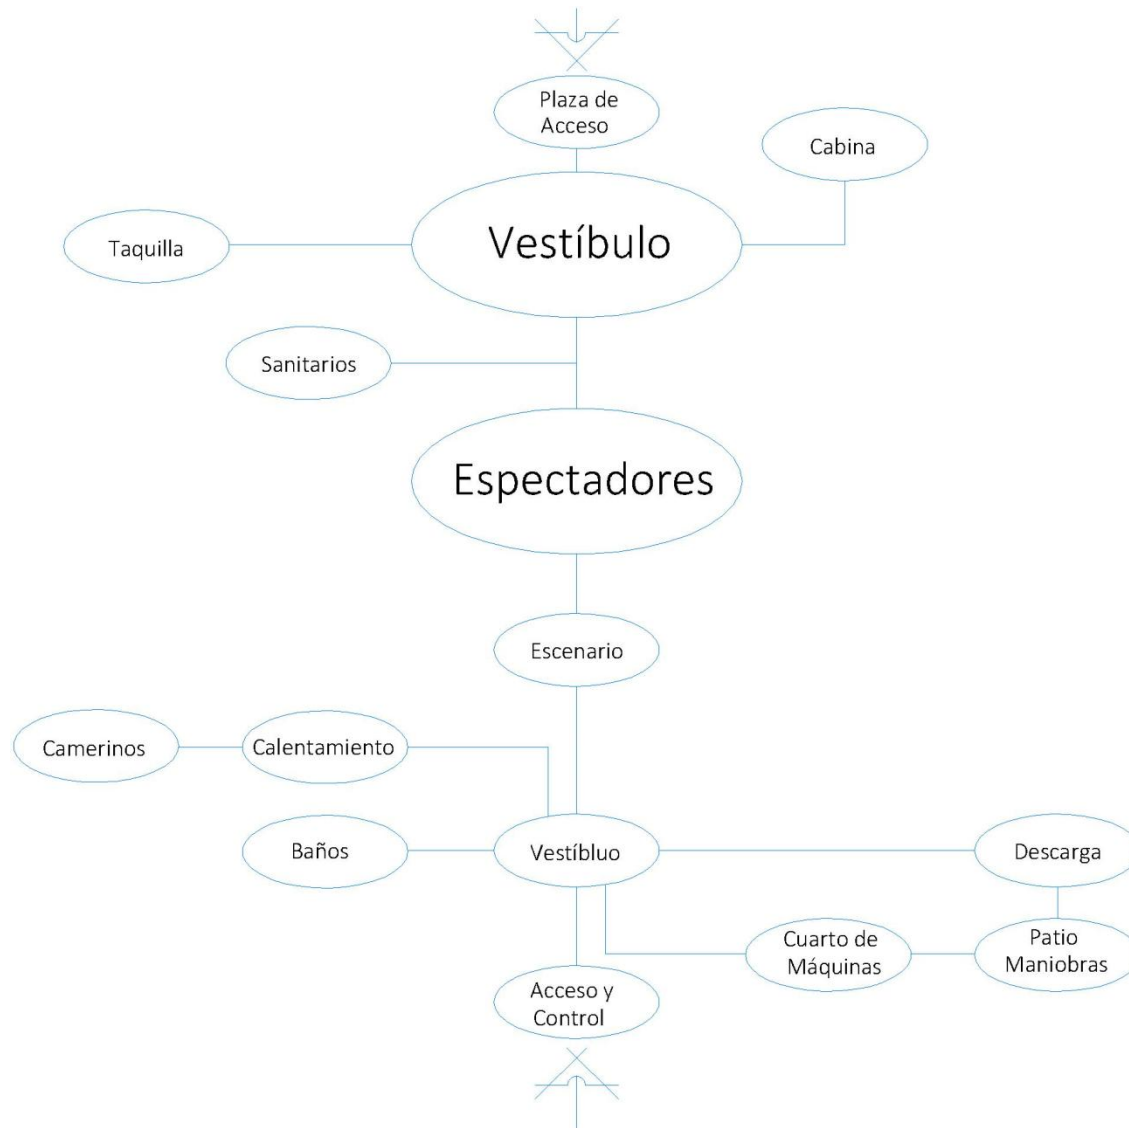 Plaza de
Acceso
Cabina
Vestíbulo
Taquilla
Sanitarios
Espectadores
Escenario
Camerinos
Calentamiento
Baños
Vestíbluo
Descarga
Cuarto de
Máquinas
Patio
Maniobras
Acceso y
Control